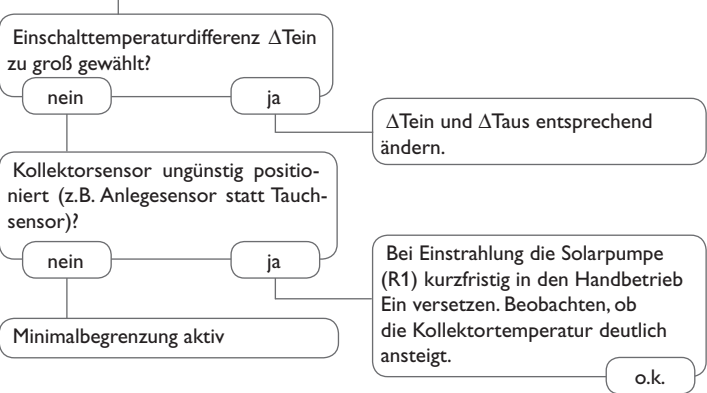 Einschalttemperaturdifferenz ΔTein
zu groß gewählt?
nein
ja
ΔTein und ΔTaus entsprechend
ändern.
Kollektorsensor ungünstig positio-
niert (z.B. Anlegesensor statt Tauch-
sensor)?
nein
ja
Bei Einstrahlung die Solarpumpe
(R1) kurzfristig in den Handbetrieb
Ein versetzen. Beobachten, ob
die Kollektortemperatur deutlich
ansteigt.
o.k.
Minimalbegrenzung aktiv